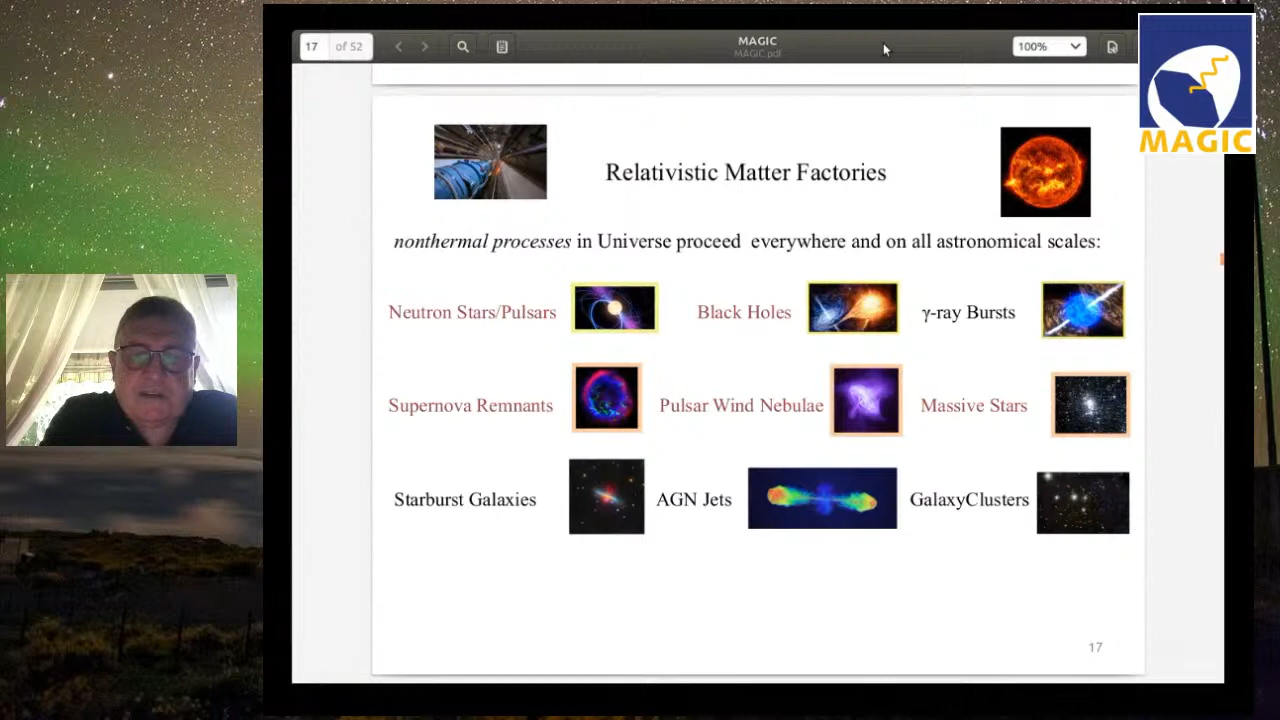 17 of 52
MAGIC
MAGIC.pdf
100%
MAGIC
Relativistic Matter Factories
nonthermal processes in Universe proceed everywhere and on all astronomical scales:
Neutron Stars/Pulsars Black Holes γ-ray Bursts
Supernova Remnants Pulsar Wind Nebulae Massive Stars
Starburst Galaxies AGN Jets GalaxyClusters
17